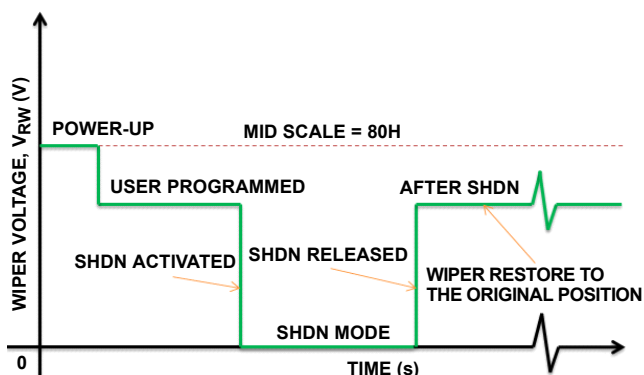 WIPER VOLTAGE, VRW (V)
POWER-UP
MID SCALE = 80H
USER PROGRAMMED
AFTER SHDN
SHDN ACTIVATED
SHDN RELEASED
WIPER RESTORE TO
THE ORIGINAL POSITION
SHDN MODE
0
TIME (s)